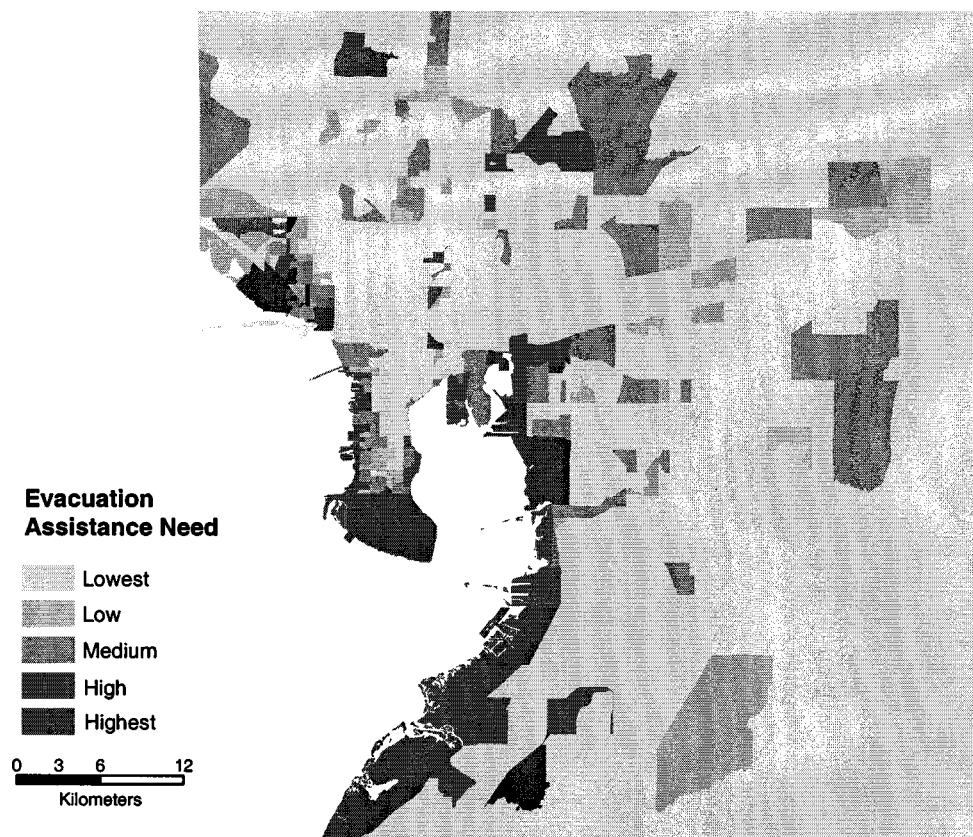 Evacuation
Assistance Need
Lowest
Low
Medium
High
Highest
0 3 6 12
Kilometers